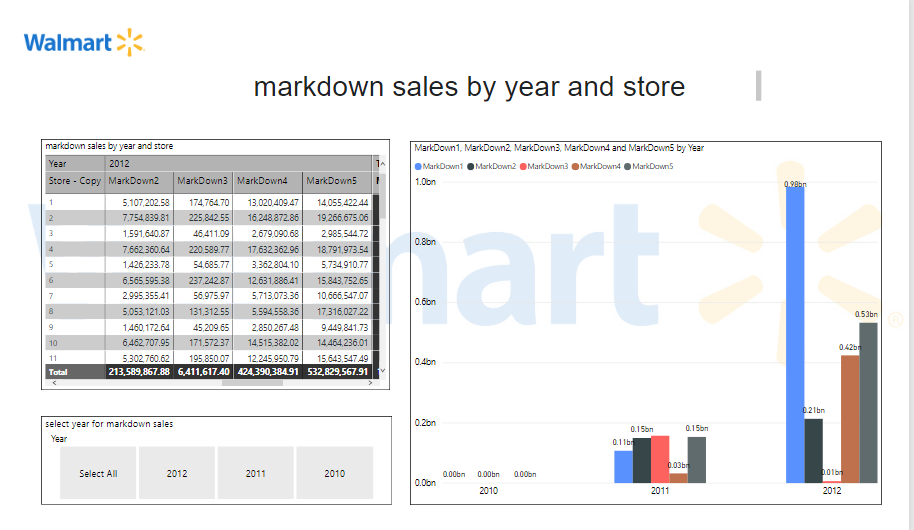 Walmart
markdown sales by year and store
markdown sales by year and store
Year 2012
Store - Copy MarkDown2 MarkDown3 MarkDown4 MarkDown5
1 5,107,202.58 174,764.70 13,020,409.47 14,055,422.44
2 7,754,839.81 225,842.55 16,248,872.86 19,266,675.06
3 1,591,640.87 46,411.09 2,679,090.68 2,985,544.72
4 7,662,360.64 220,589.77 17,632,362.96 18,791,973.54
5 1,426,233.78 54,685.77 3,362,804.10 5,734,910.77
6 6,565,595.38 237,242.87 12,631,886.41 15,843,752.65
7 2,995,355.41 56,975.97 5,713,073.36 10,666,547.07
8 5,053,121.03 131,312.55 5,594,558.36 17,316,027.22
9 1,460,172.64 45,209.65 2,850,267.48 9,449,841.73
10 6,462,707.95 171,572.37 14,515,382.02 14,464,236.01
11 5,302,760.62 195,850.07 12,245,950.79 15,643,547.49
Total 213,589,867.88 6,411,617.40 424,390,384.91 532,829,567.91
select year for markdown sales
Year
Select All 2012 2011 2010
MarkDown1, MarkDown2, MarkDown3, MarkDown4 and MarkDown5 by Year
MarkDown1 MarkDown2 MarkDown3 MarkDown4 MarkDown5
1.0bn
0.98bn
0.8bn
0.6bn
0.53bn
0.4bn
0.42bn
0.2bn
0.21bn
0.15bn 0.15bn
0.11bn
0.03bn
0.01bn
0.00bn 0.00bn 0.00bn
0.0bn
2010 2011 2012
mart
®